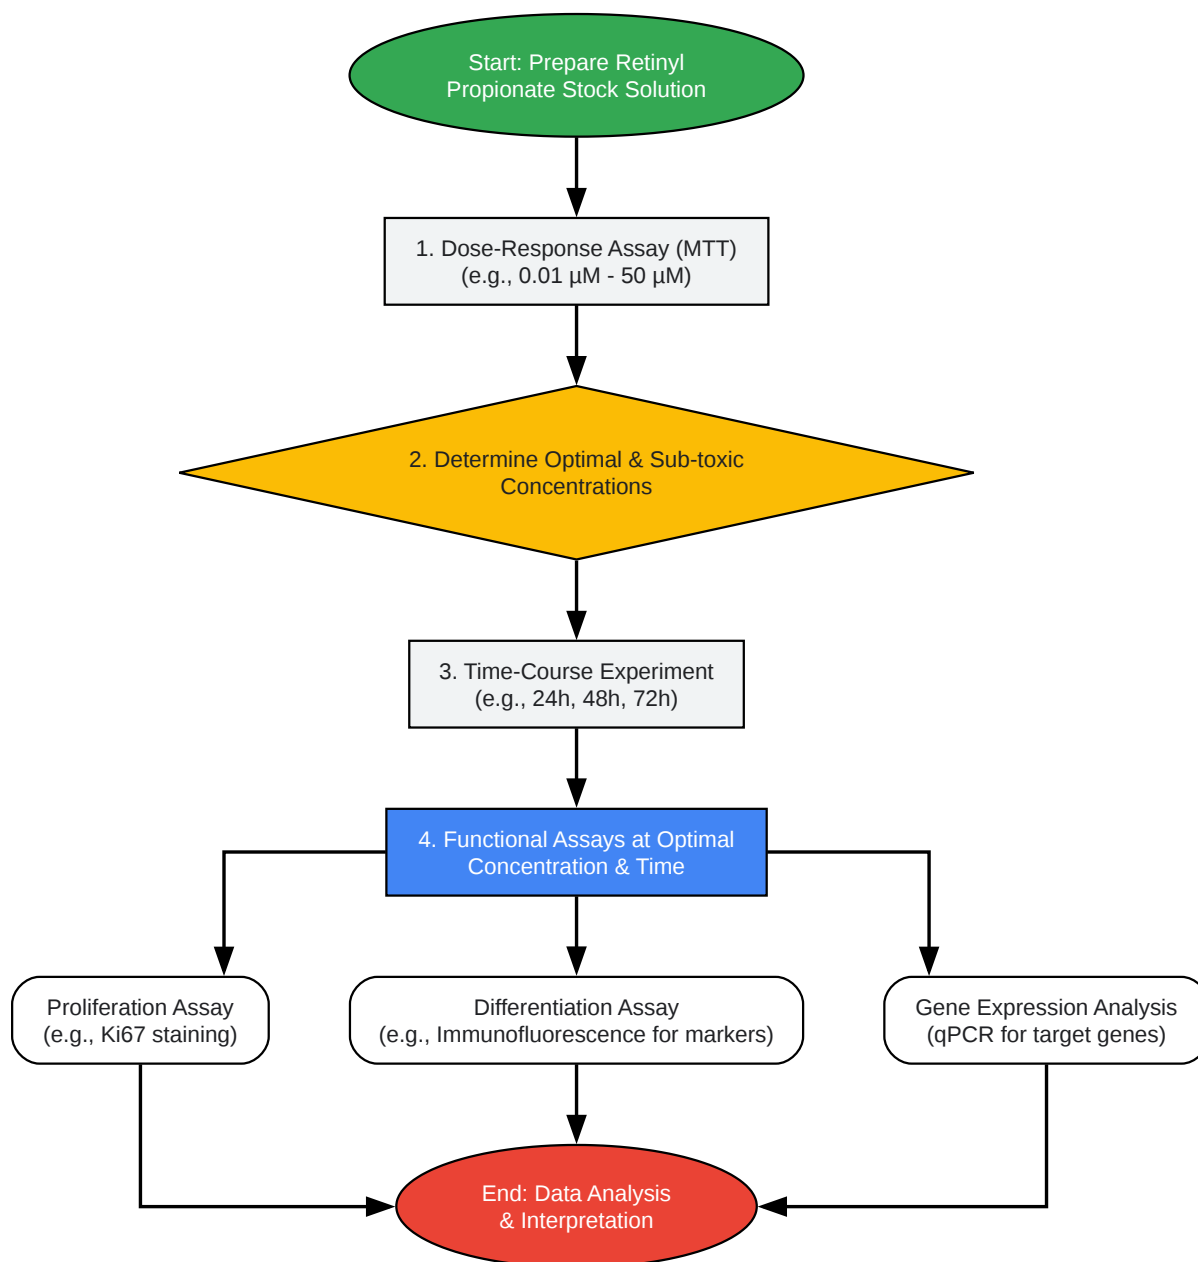 Start: Prepare Retinyl
Propionate Stock Solution
1. Dose-Response Assay (MTT)
(e.g., 0.01 µM - 50 µM)
2. Determine Optimal & Sub-toxic
Concentrations
3. Time-Course Experiment
(e.g., 24h, 48h, 72h)
4. Functional Assays at Optimal
Concentration & Time
Proliferation Assay
(e.g., Ki67 staining)
Differentiation Assay
(e.g., Immunofluorescence for markers)
Gene Expression Analysis
(qPCR for target genes)
End: Data Analysis
& Interpretation